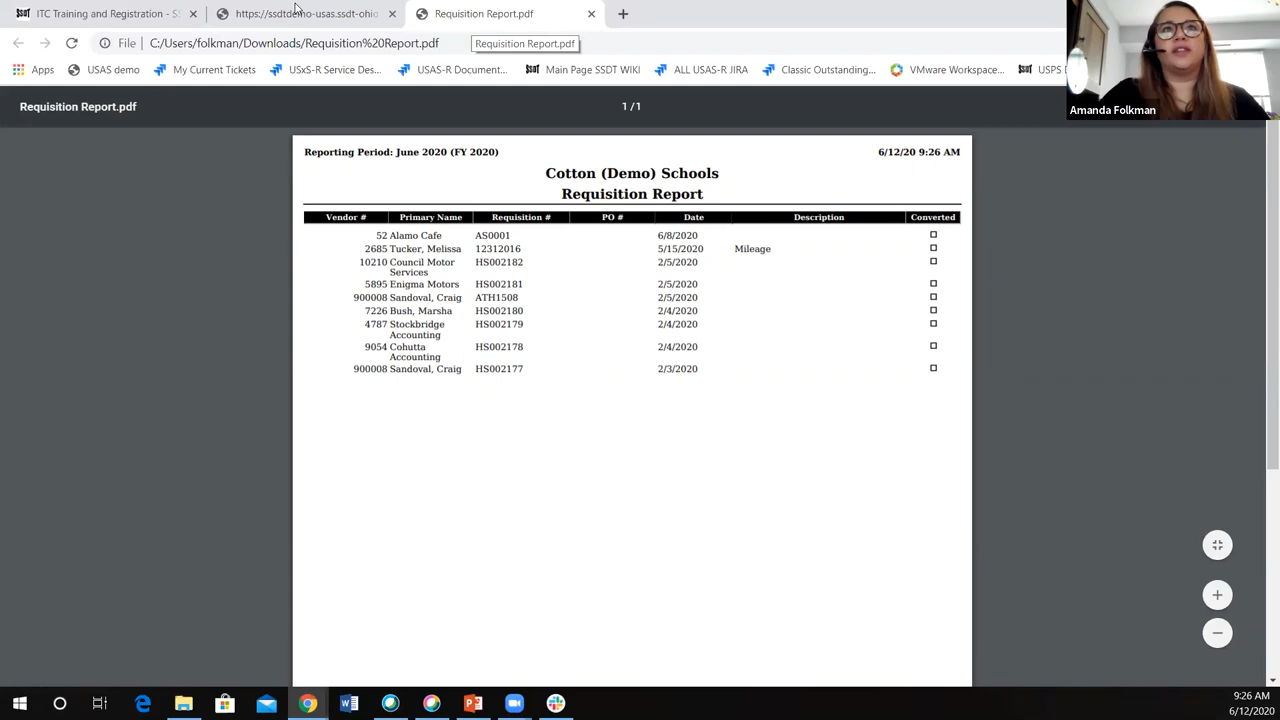 ITC Training and Registration - S
https://ssdtdemo-usas.ssdt-ohio
Requisition Report.pdf
File
C:/Users/folkman/Downloads/Requisition%20Report.pdf
Requisition Report.pdf
Apps
USAS demo
My Current Tickets
USxS-R Service Des...
USAS-R Document...
Main Page SSDT WIKI
ALL USAS-R JIRA
Classic Outstanding...
VMware Workspace...
USPS
Amanda Folkman
Requisition Report.pdf
1 / 1
Reporting Period: June 2020 (FY 2020)
6/12/20 9:26 AM
Cotton (Demo) Schools
Requisition Report
Vendor # Primary Name Requisition # PO # Date Description Converted
52 Alamo Cafe AS0001 6/8/2020
2685 Tucker, Melissa 12312016 5/15/2020 Mileage
10210 Council Motor HS002182 2/5/2020
Services
5895 Enigma Motors HS002181 2/5/2020
900008 Sandoval, Craig ATH1508 2/5/2020
7226 Bush, Marsha HS002180 2/4/2020
4787 Stockbridge HS002179 2/4/2020
Accounting
9054 Cohutta HS002178 2/4/2020
Accounting
900008 Sandoval, Craig HS002177 2/3/2020
9:26 AM
6/12/2020